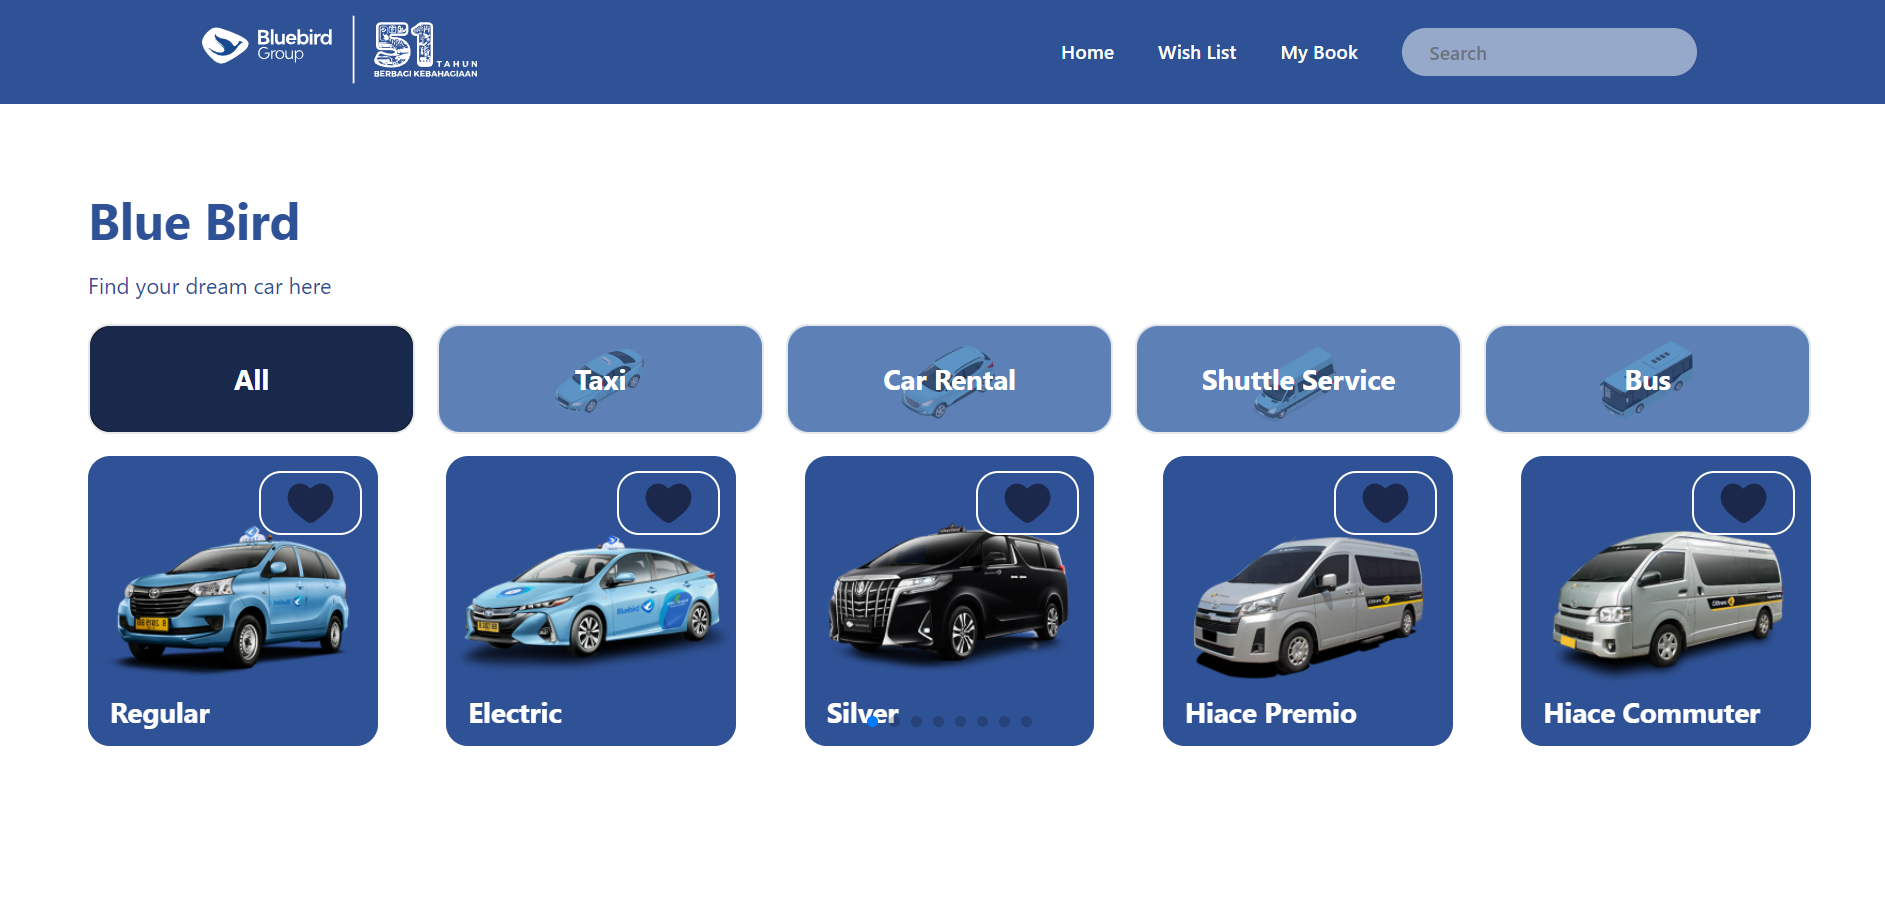 Bluebird
Group
51
TAHUN
BERBAGI KEBAHAGIAAN
Home
Wish List
My Book
Search
Blue Bird
Find your dream car here
All
Taxi
Car Rental
Shuttle Service
Bus
Bluebird
Regular
Electric
Silver
Hiace Premio
Hiace Commuter